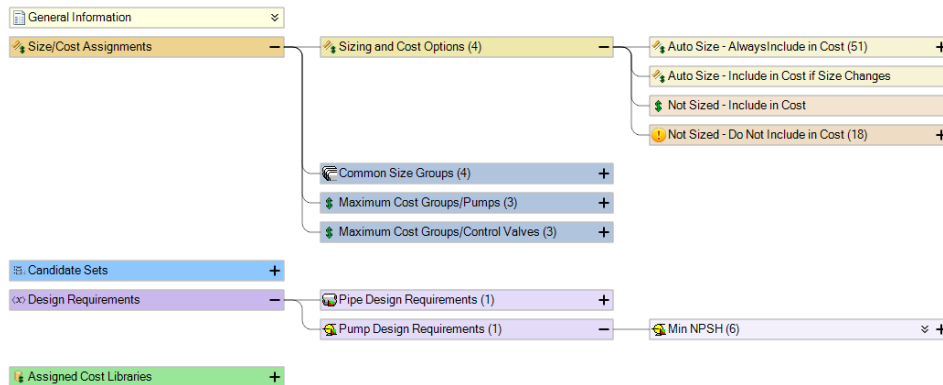 General Information
Size/Cost Assignments
Sizing and Cost Options (4)
Auto Size - AlwaysInclude in Cost (51)
Auto Size - Include in Cost if Size Changes
Not Sized - Include in Cost
Not Sized - Do Not Include in Cost (18)
Common Size Groups (4)
Maximum Cost Groups/Pumps (3)
Maximum Cost Groups/Control Valves (3)
Candidate Sets
Design Requirements
Pipe Design Requirements (1)
Pump Design Requirements (1)
Min NPSH (6)
Assigned Cost Libraries